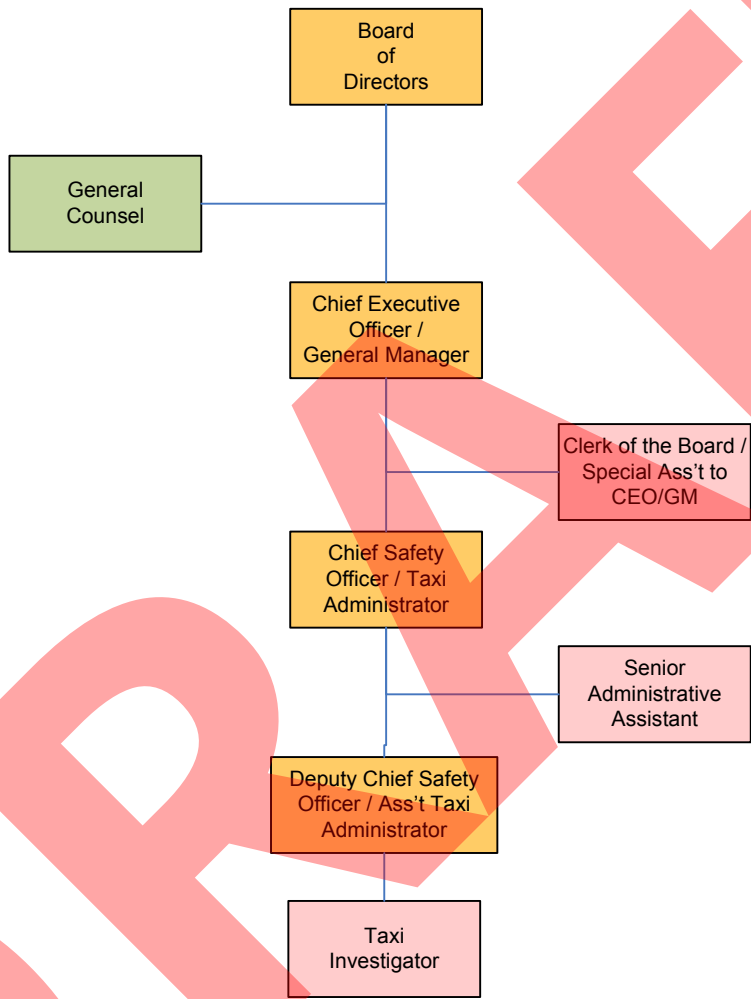 Board
of
Directors
General
Counsel
Chief Executive
Officer /
General Manager
Clerk of the Board /
Special Ass't to
CEO/GM
Chief Safety
Officer / Taxi
Administrator
Senior
Administrative
Assistant
Deputy Chief Safety
Officer / Ass't Taxi
Administrator
Taxi
Investigator